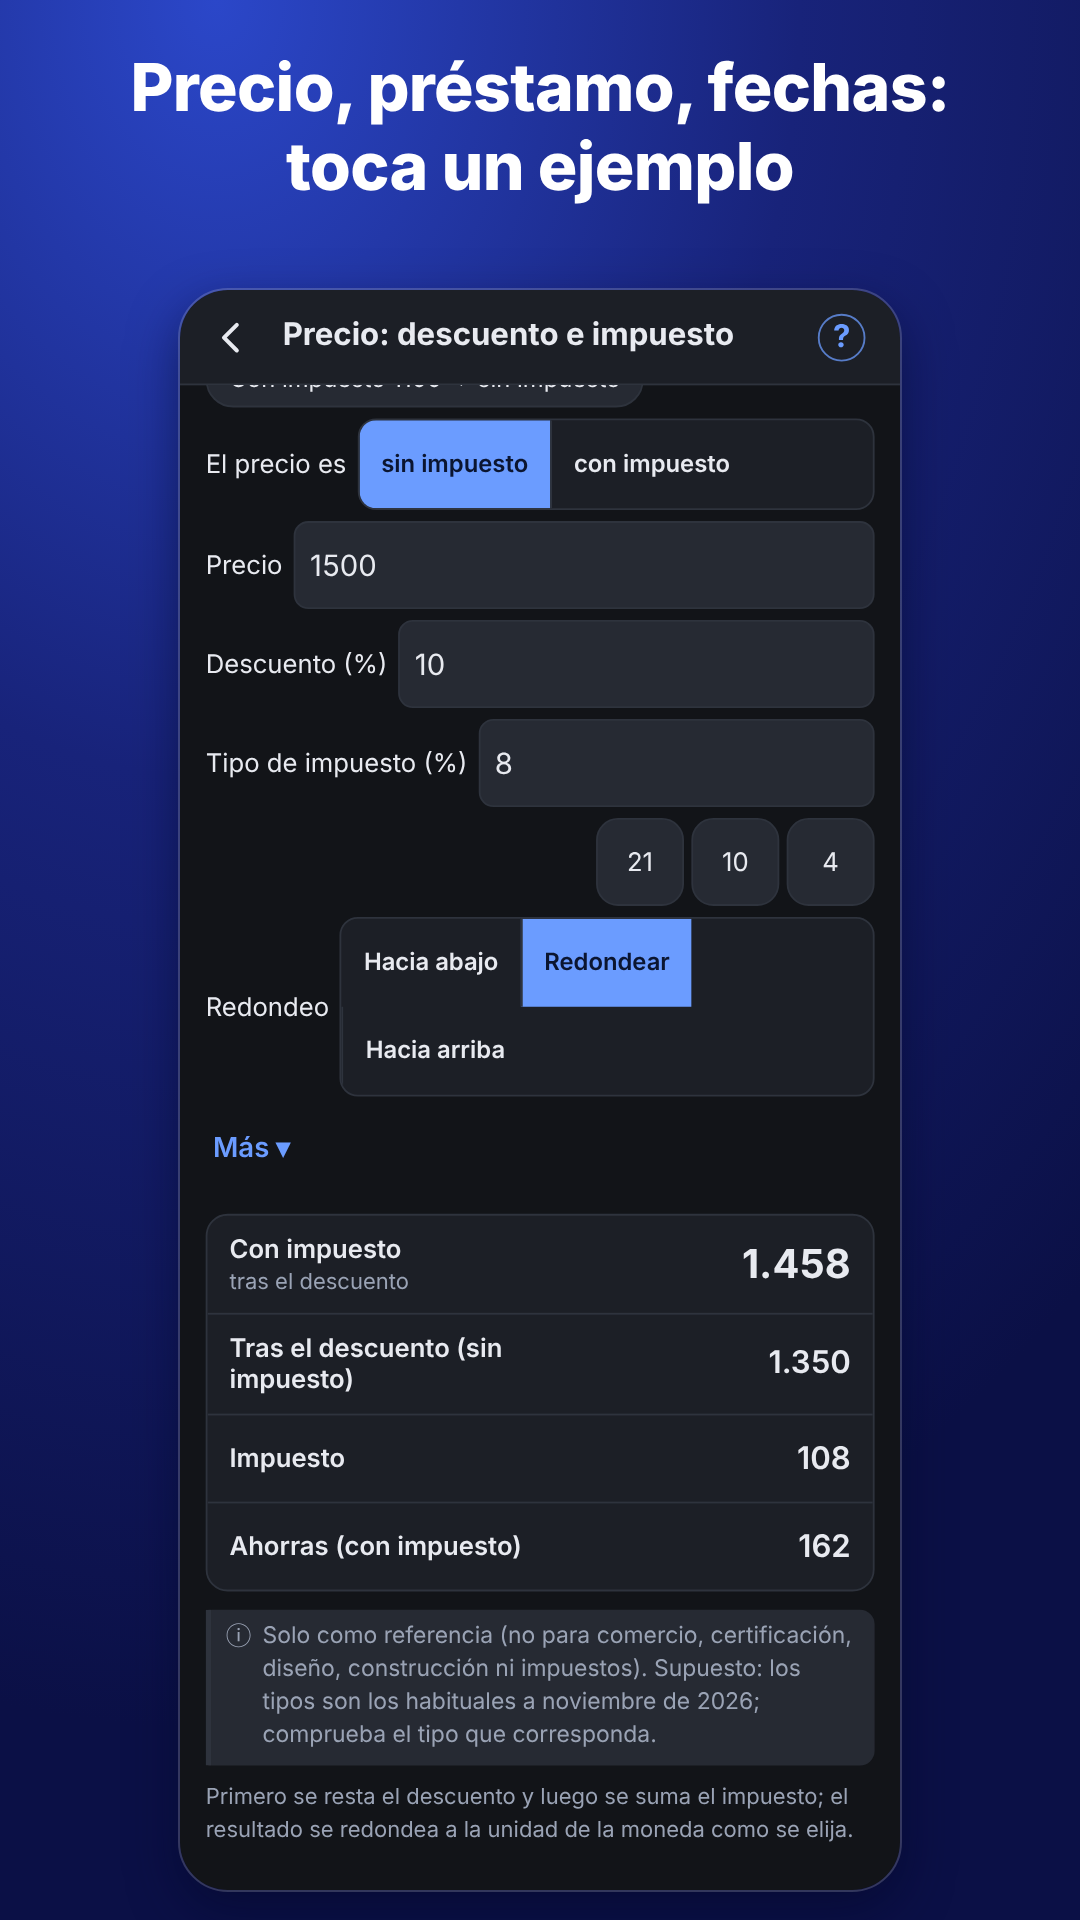 Precio, préstamo, fechas:
toca un ejemplo
Precio: descuento e impuesto
?
El precio es
sin impuesto
con impuesto
Precio
1500
Descuento (%)
10
Tipo de impuesto (%)
8
21
10
4
Redondeo
Hacia abajo
Redondear
Hacia arriba
Más ▾
Con impuesto
tras el descuento
1.458
Tras el descuento (sin
impuesto)
1.350
Impuesto
108
Ahorras (con impuesto)
162
ⓘ Solo como referencia (no para comercio, certificación,
diseño, construcción ni impuestos). Supuesto: los
tipos son los habituales a noviembre de 2026;
comprueba el tipo que corresponda.
Primero se resta el descuento y luego se suma el impuesto; el
resultado se redondea a la unidad de la moneda como se elija.